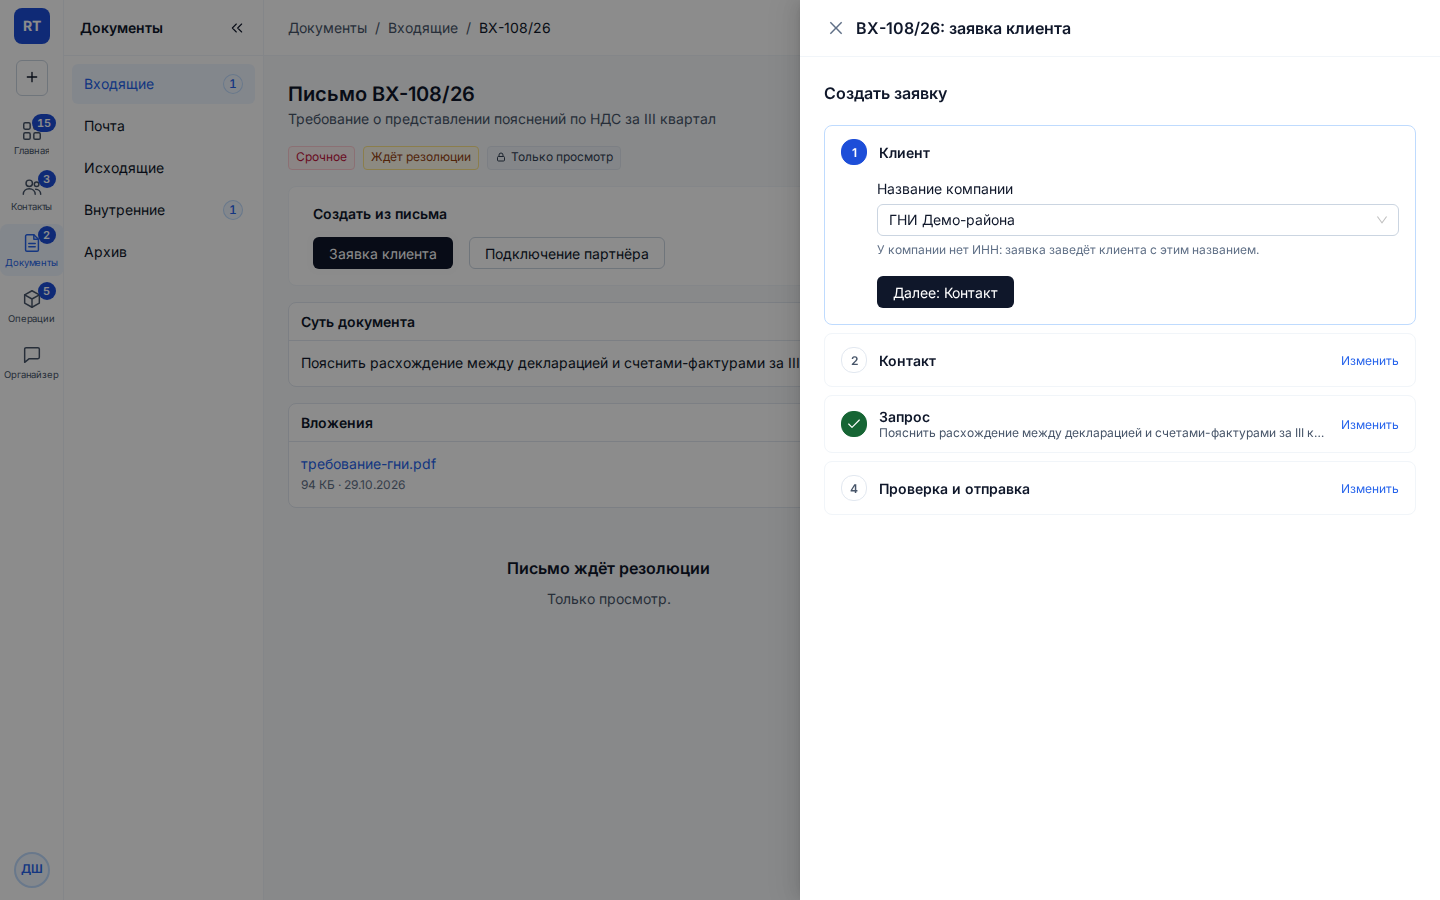 RT
15
Главная
3
Контакты
2
Документы
5
Операции
Органайзер
ДШ
Документы
Входящие 1
Почта
Исходящие
Внутренние 1
Архив
Документы / Входящие / ВХ-108/26
Письмо ВХ-108/26
Требование о представлении пояснений по НДС за III квартал
Срочное Ждёт резолюции Только просмотр
Создать из письма
Заявка клиента Подключение партнёра
Суть документа
Пояснить расхождение между декларацией и счетами-фактурами за III
Вложения
требование-гни.pdf
94 КБ · 29.10.2026
Письмо ждёт резолюции
Только просмотр.
ВХ-108/26: заявка клиента
Создать заявку
1 Клиент
Название компании
ГНИ Демо-района
У компании нет ИНН: заявка заведёт клиента с этим названием.
Далее: Контакт
2 Контакт Изменить
Запрос
Пояснить расхождение между декларацией и счетами-фактурами за III к... Изменить
4 Проверка и отправка Изменить